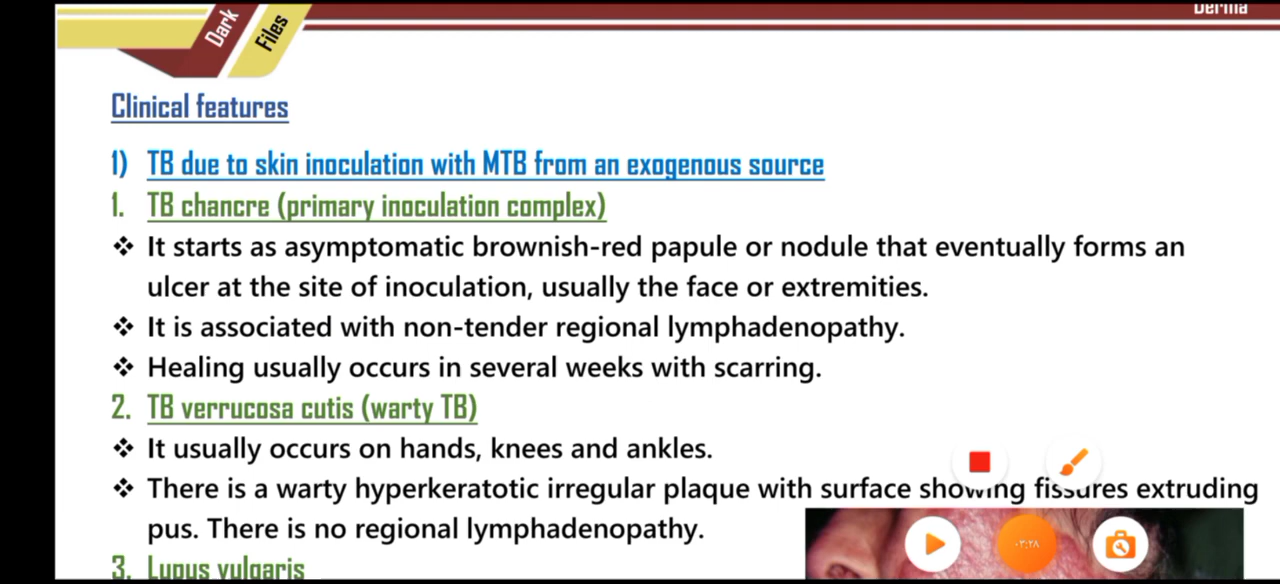 Derma
Dark
Files
Clinical features
1) TB due to skin inoculation with MTB from an exogenous source
1. TB chancre (primary inoculation complex)
❖ It starts as asymptomatic brownish-red papule or nodule that eventually forms an
ulcer at the site of inoculation, usually the face or extremities.
❖ It is associated with non-tender regional lymphadenopathy.
❖ Healing usually occurs in several weeks with scarring.
2. TB verrucosa cutis (warty TB)
❖ It usually occurs on hands, knees and ankles.
❖ There is a warty hyperkeratotic irregular plaque with surface showing fissures extruding
pus. There is no regional lymphadenopathy.
٠٢:٢٨
3. Lupus vulgaris